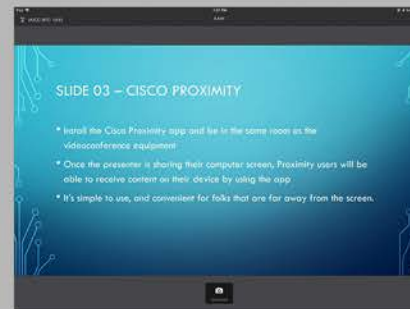 1:27 PM
SLIDE 03 – CISCO PROXIMITY
* Install the Cisco Proximity app and be in the same room as the
videoconference equipment
* Once the presenter is sharing their computer screen, Proximity users will be
able to receive content on their device by using the app
* It's simple to use, and convenient for folks that are far away from the screen.